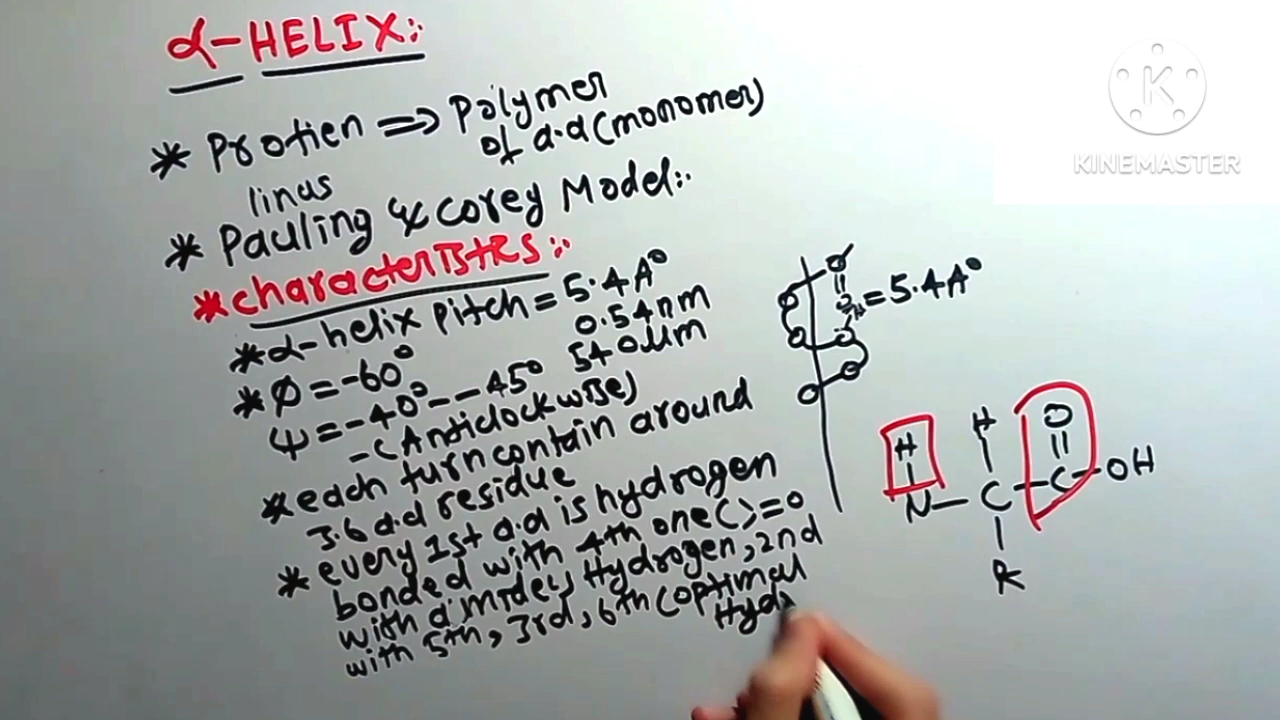 α-HELIX:-
* Protien => Polymer
of a.a (monomer)
linus
* Pauling & corey Model:-
* characteristics:-
* α-helix pitch = 5.4A°
0.54nm
540μm
* Ø = -60°
Ψ = -40° -- 45°
- (Anticlockwise)
* each turn contain around
3.6 a.a residue
* every 1st a.a is hydrogen
bonded with 4th one C)=O
with amide's Hydrogen, 2nd
with 5th, 3rd, 6th (optimal
Hyd
= 5.4A°
H
H
O
N - C - C - OH
R
K
KINEMASTER